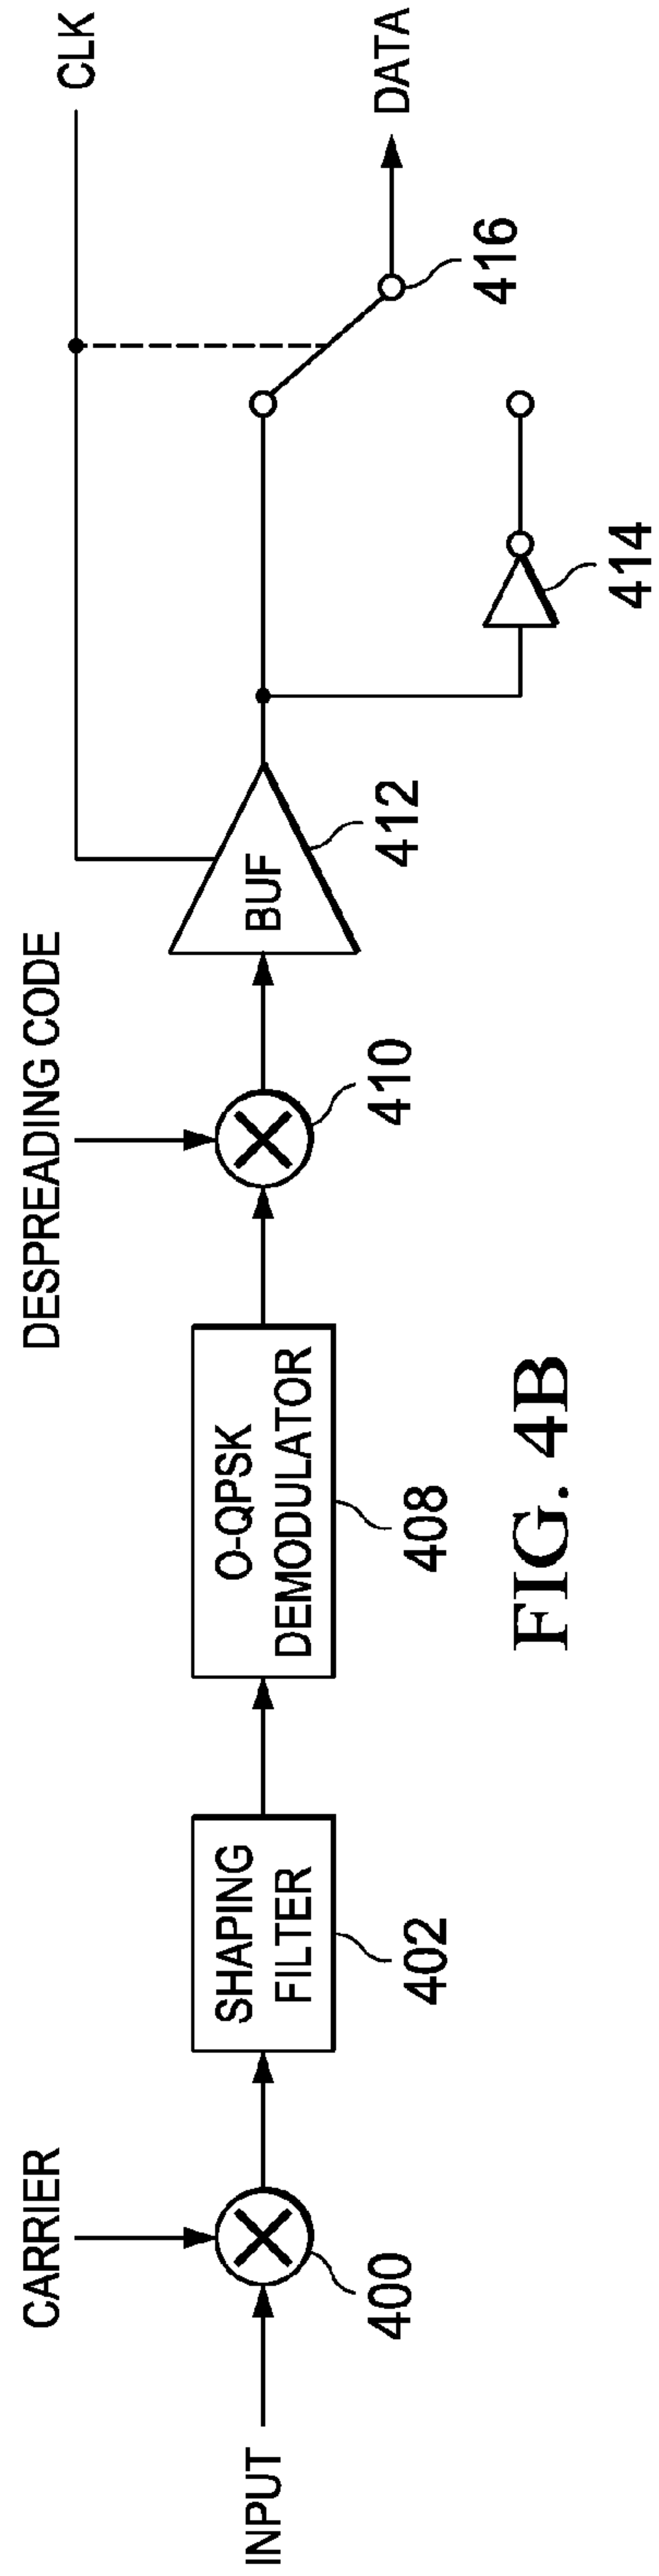 INPUT
CARRIER
400
SHAPING
FILTER
402
O-QPSK
DEMODULATOR
408
DESPREADING CODE
410
BUF
412
414
416
CLK
DATA
FIG. 4B